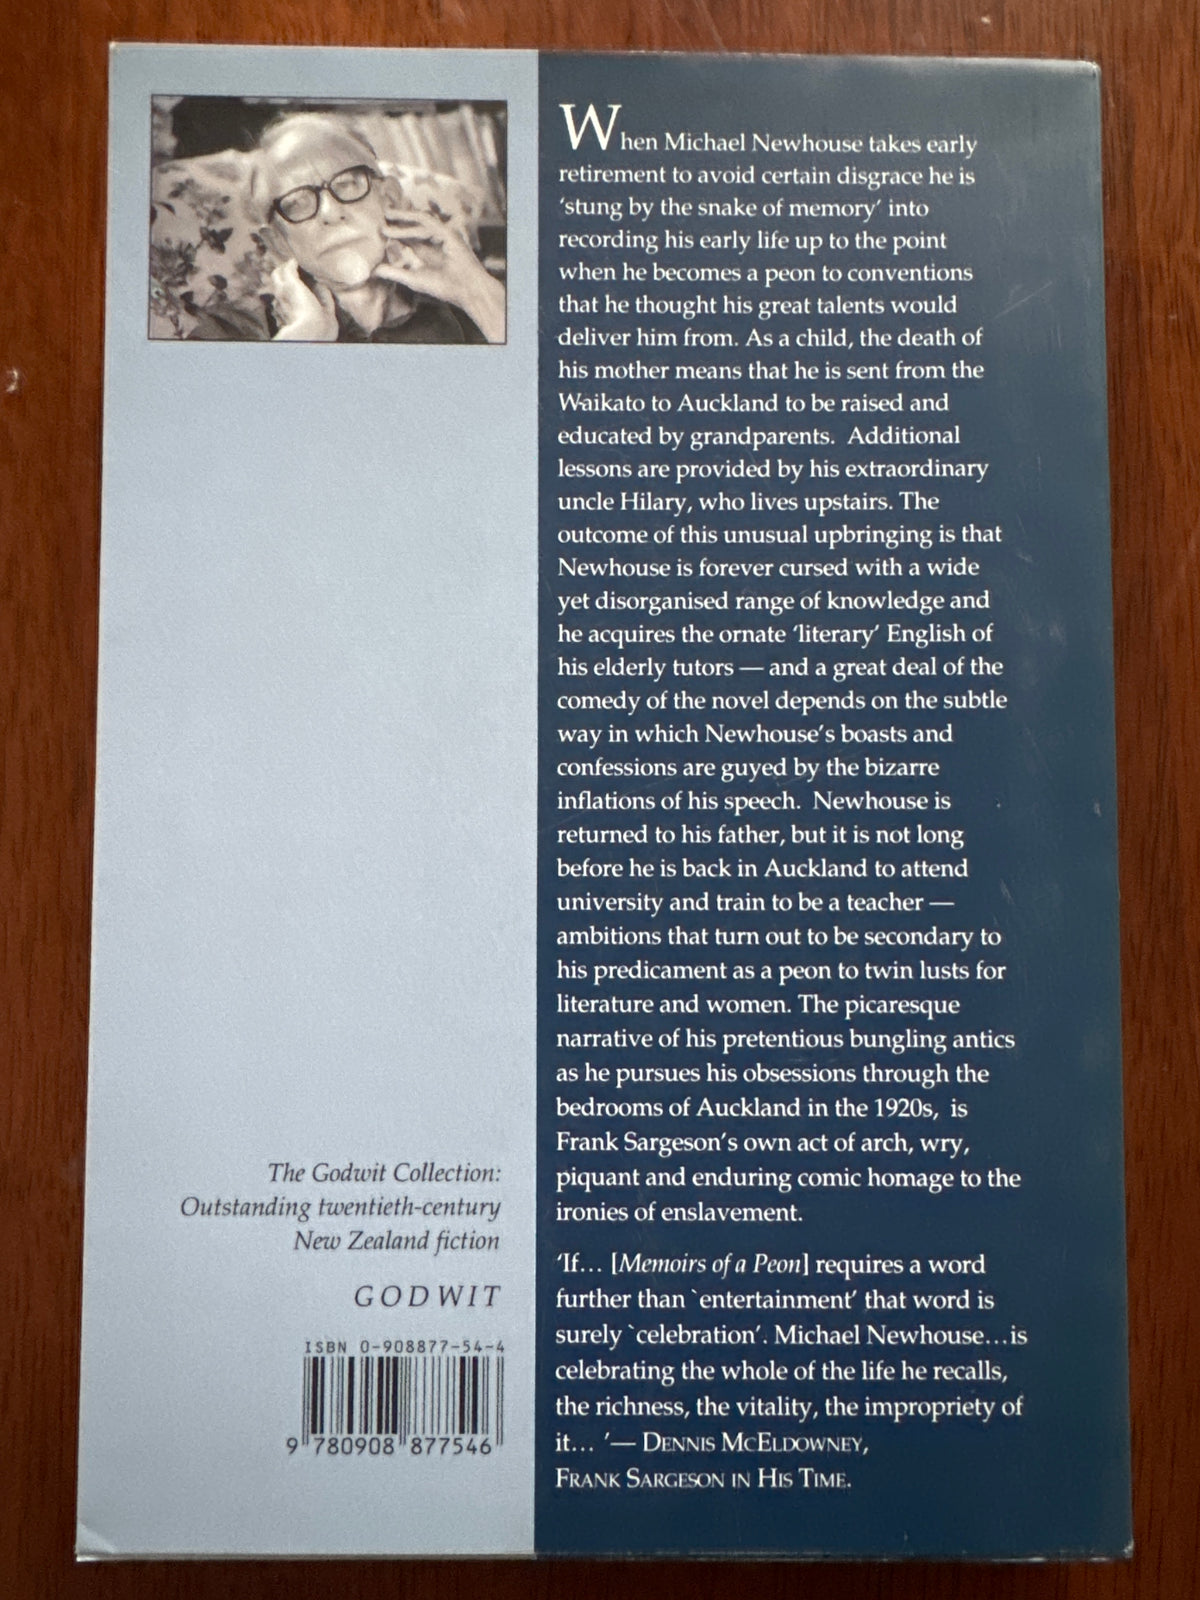 When Michael Newhouse takes early
retirement to avoid certain disgrace he is
‘stung by the snake of memory’ into
recording his early life up to the point
when he becomes a peon to conventions
that he thought his great talents would
deliver him from. As a child, the death of
his mother means that he is sent from the
Waikato to Auckland to be raised and
educated by grandparents.  Additional
lessons are provided by his extraordinary
uncle Hilary, who lives upstairs. The
outcome of this unusual upbringing is that
Newhouse is forever cursed with a wide
yet disorganised range of knowledge and
he acquires the ornate ‘literary’ English of
his elderly tutors — and a great deal of the
comedy of the novel depends on the subtle
way in which Newhouse’s boasts and
confessions are guyed by the bizarre
inflations of his speech.  Newhouse is
returned to his father, but it is not long
before he is back in Auckland to attend
university and train to be a teacher —
ambitions that turn out to be secondary to
his predicament as a peon to twin lusts for
literature and women. The picaresque
narrative of his pretentious bungling antics
as he pursues his obsessions through the
bedrooms of Auckland in the 1920s,  is
Frank Sargeson’s own act of arch, wry,
piquant and enduring comic homage to the
ironies of enslavement.
‘If… [Memoirs of a Peon] requires a word
further than `entertainment’ that word is
surely `celebration’. Michael Newhouse…is
celebrating the whole of the life he recalls,
the richness, the vitality, the impropriety of
it… ’— DENNIS MCELDOWNEY,
FRANK SARGESON IN HIS TIME.
The Godwit Collection:
Outstanding twentieth-century
New Zealand fiction
GODWIT
ISBN 0-908877-54-4
9 780908 877546